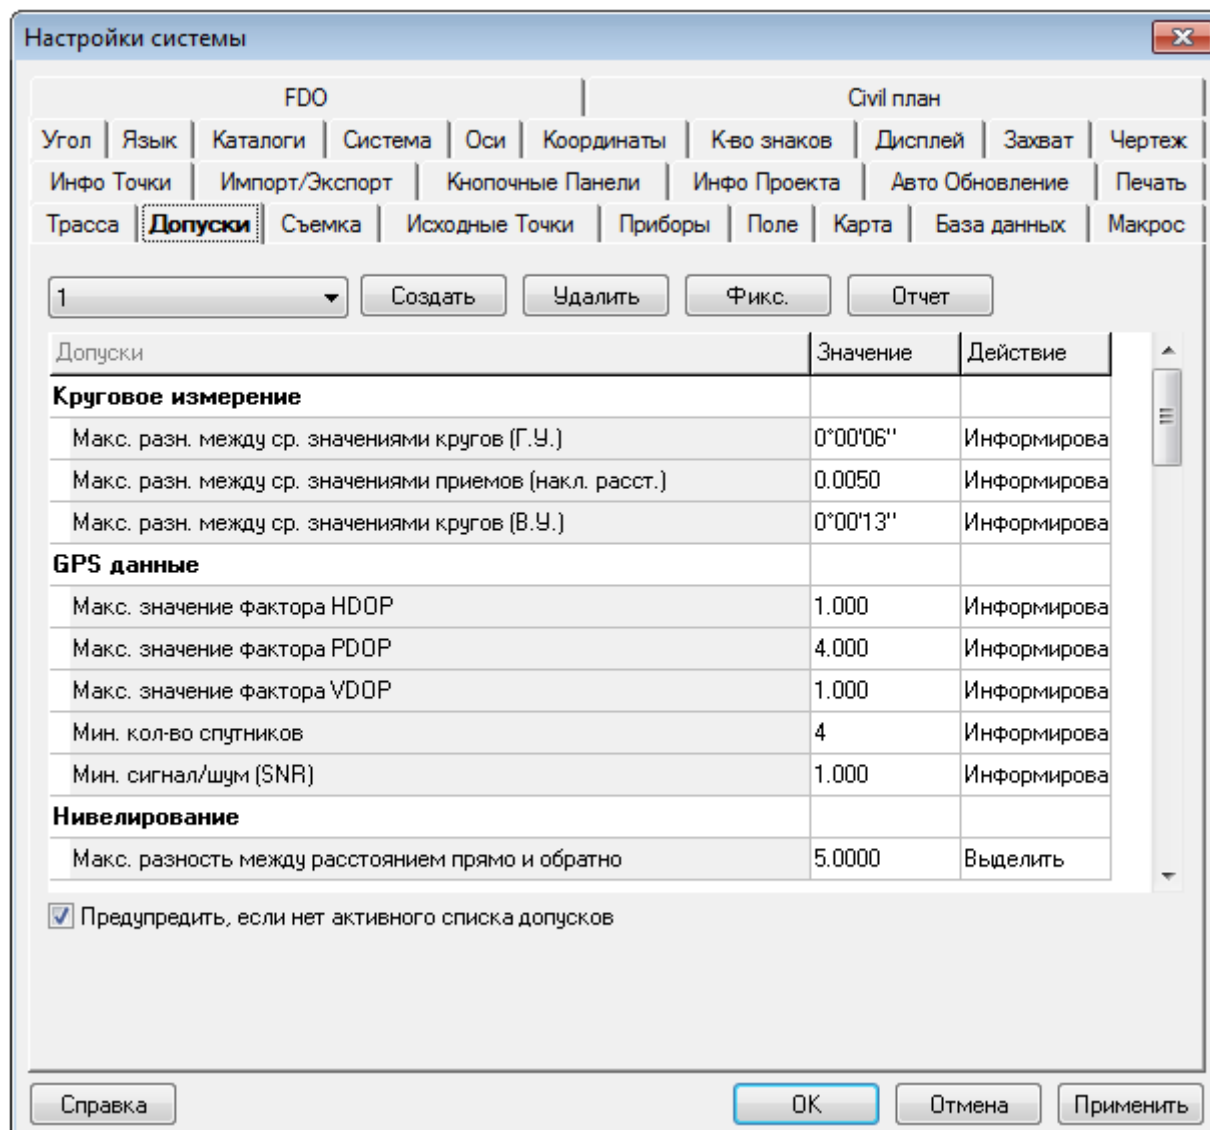 Настройки системы
FDO Civil план
Угол Язык Каталоги Система Оси Координаты К-во знаков Дисплей Захват Чертеж
Инфо Точки Импорт/Экспорт Кнопочные Панели Инфо Проекта Авто Обновление Печать
Трасса Допуски Съемка Исходные Точки Приборы Поле Карта База данных Макрос
1 Создать Удалить Фикс. Отчет
Допуски Значение Действие
Круговое измерение
Макс. разн. между ср. значениями кругов (Г.У.) 0°00'06'' Информирова
Макс. разн. между ср. значениями приемов (накл. расст.) 0.0050 Информирова
Макс. разн. между ср. значениями кругов (В.У.) 0°00'13'' Информирова
GPS данные
Макс. значение фактора HDOP 1.000 Информирова
Макс. значение фактора PDOP 4.000 Информирова
Макс. значение фактора VDOP 1.000 Информирова
Мин. кол-во спутников 4 Информирова
Мин. сигнал/шум (SNR) 1.000 Информирова
Нивелирование
Макс. разность между расстоянием прямо и обратно 5.0000 Выделить
Предупредить, если нет активного списка допусков
Справка OK Отмена Применить